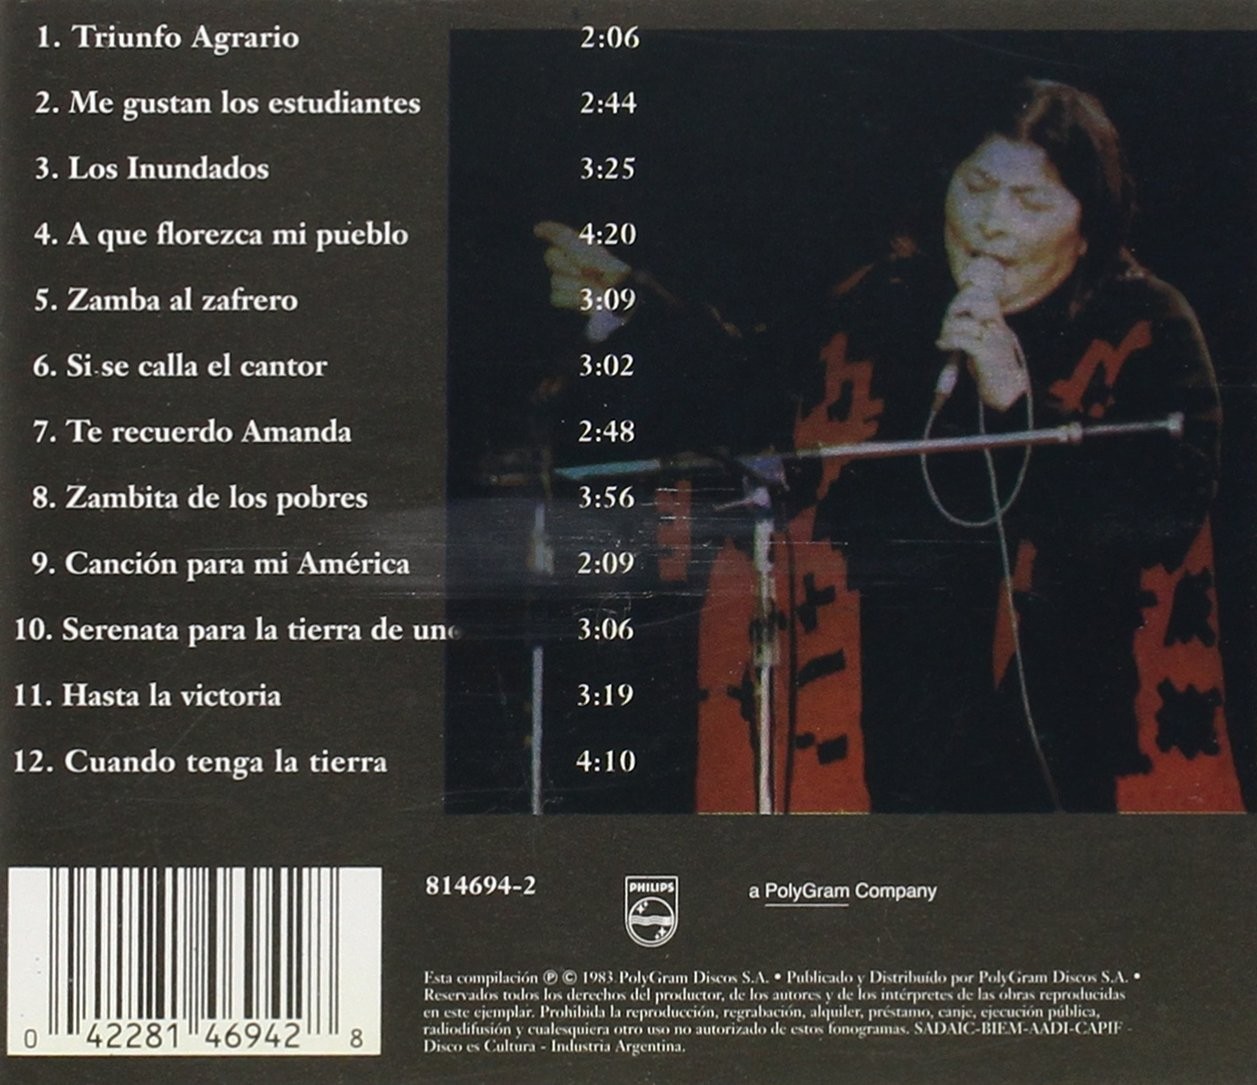 1. Triunfo Agrario 2:06
2. Me gustan los estudiantes 2:44
3. Los Inundados 3:25
4. A que florezca mi pueblo 4:20
5. Zamba al zafrero 3:09
6. Si se calla el cantor 3:02
7. Te recuerdo Amanda 2:48
8. Zambita de los pobres 3:56
9. Canción para mi América 2:09
10. Serenata para la tierra de uno 3:06
11. Hasta la victoria 3:19
12. Cuando tenga la tierra 4:10
814694-2
PHILIPS
a PolyGram Company
Esta compilación ℗ © 1983 PolyGram Discos S.A. • Publicado y Distribuído por PolyGram Discos S.A. •
Reservados todos los derechos del productor, de los autores y de los intérpretes de las obras reproducidas
en este ejemplar. Prohibida la reproducción, regrabación, alquiler, préstamo, canje, ejecución pública,
radiodifusión y cualesquiera otro uso no autorizado de estos fonogramas. SADAIC-BIEM-AADI-CAPIF -
Disco es Cultura - Industria Argentina.
0 42281 46942 8